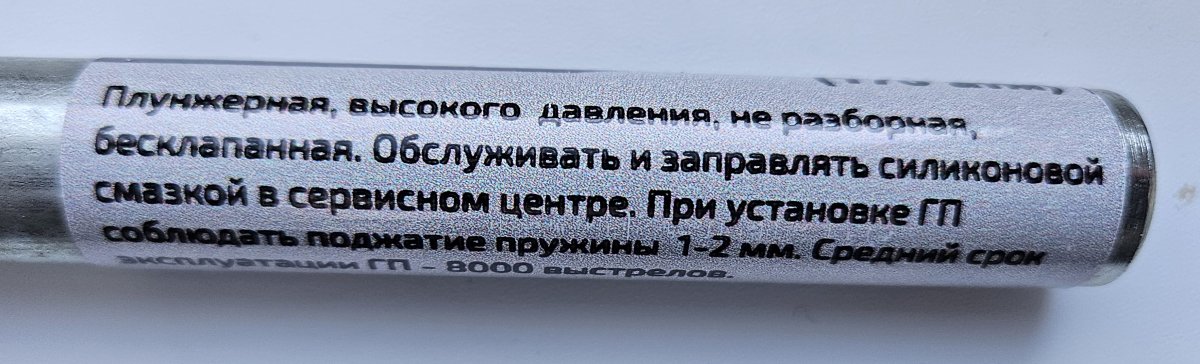 Плунжерная, высокого давления, не разборная,
бесклапанная. Обслуживать и заправлять силиконовой
смазкой в сервисном центре. При установке ГП
соблюдать поджатие пружины 1-2 мм. Средний срок
эксплуатации ГП - 8000 выстрелов.